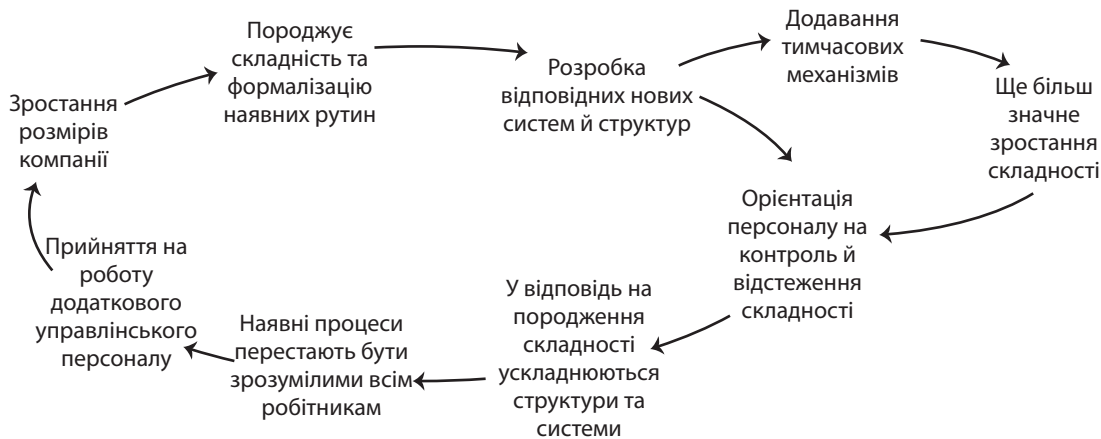 Зростання
розмірів
компанії
Породжує
складність та
формалізацію
наявних рутин
Розробка
відповідних нових
систем й структур
Додавання
тимчасових
механізмів
Ще більш
значне
зростання
складності
Орієнтація
персоналу на
контроль й
відстеження
складності
У відповідь на
породження
складності
ускладнюються
структури та
системи
Наявні процеси
перестають бути
зрозумілими всім
робітникам
Прийняття на
роботу
додаткового
управлінського
персоналу